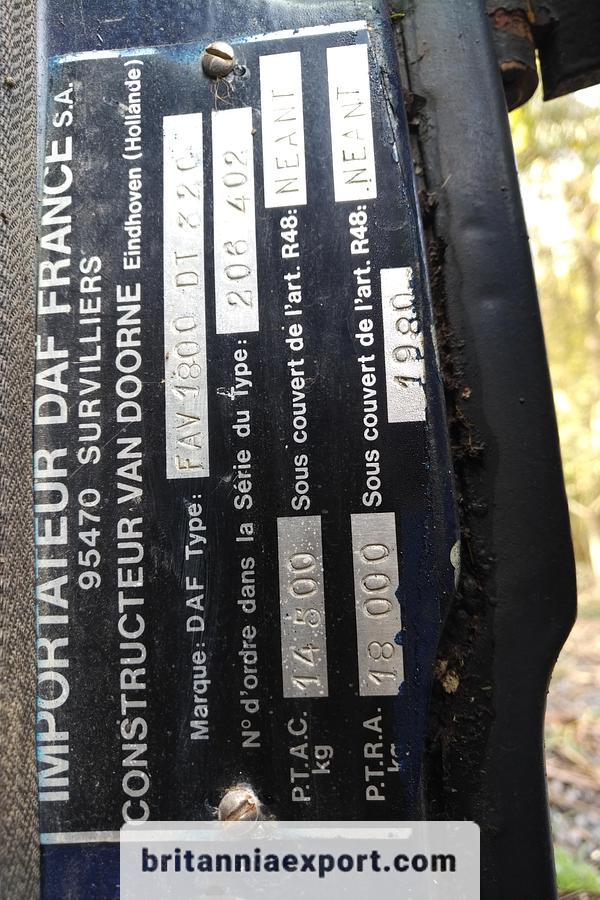 IMPORTATEUR DAF FRANCE S.A.
95470 SURVILLIERS
CONSTRUCTEUR VAN DOORNE Eindhoven (Hollande)
Marque: DAF Type: FAV 1800 DT 320
N° d'ordre dans la Série du Type: 206 402
P.T.A.C. kg 14 500 Sous couvert de l'art. R48: NEANT
P.T.R.A. kg 18 000 Sous couvert de l'art. R48: NEANT
1980
britanniaexport.com